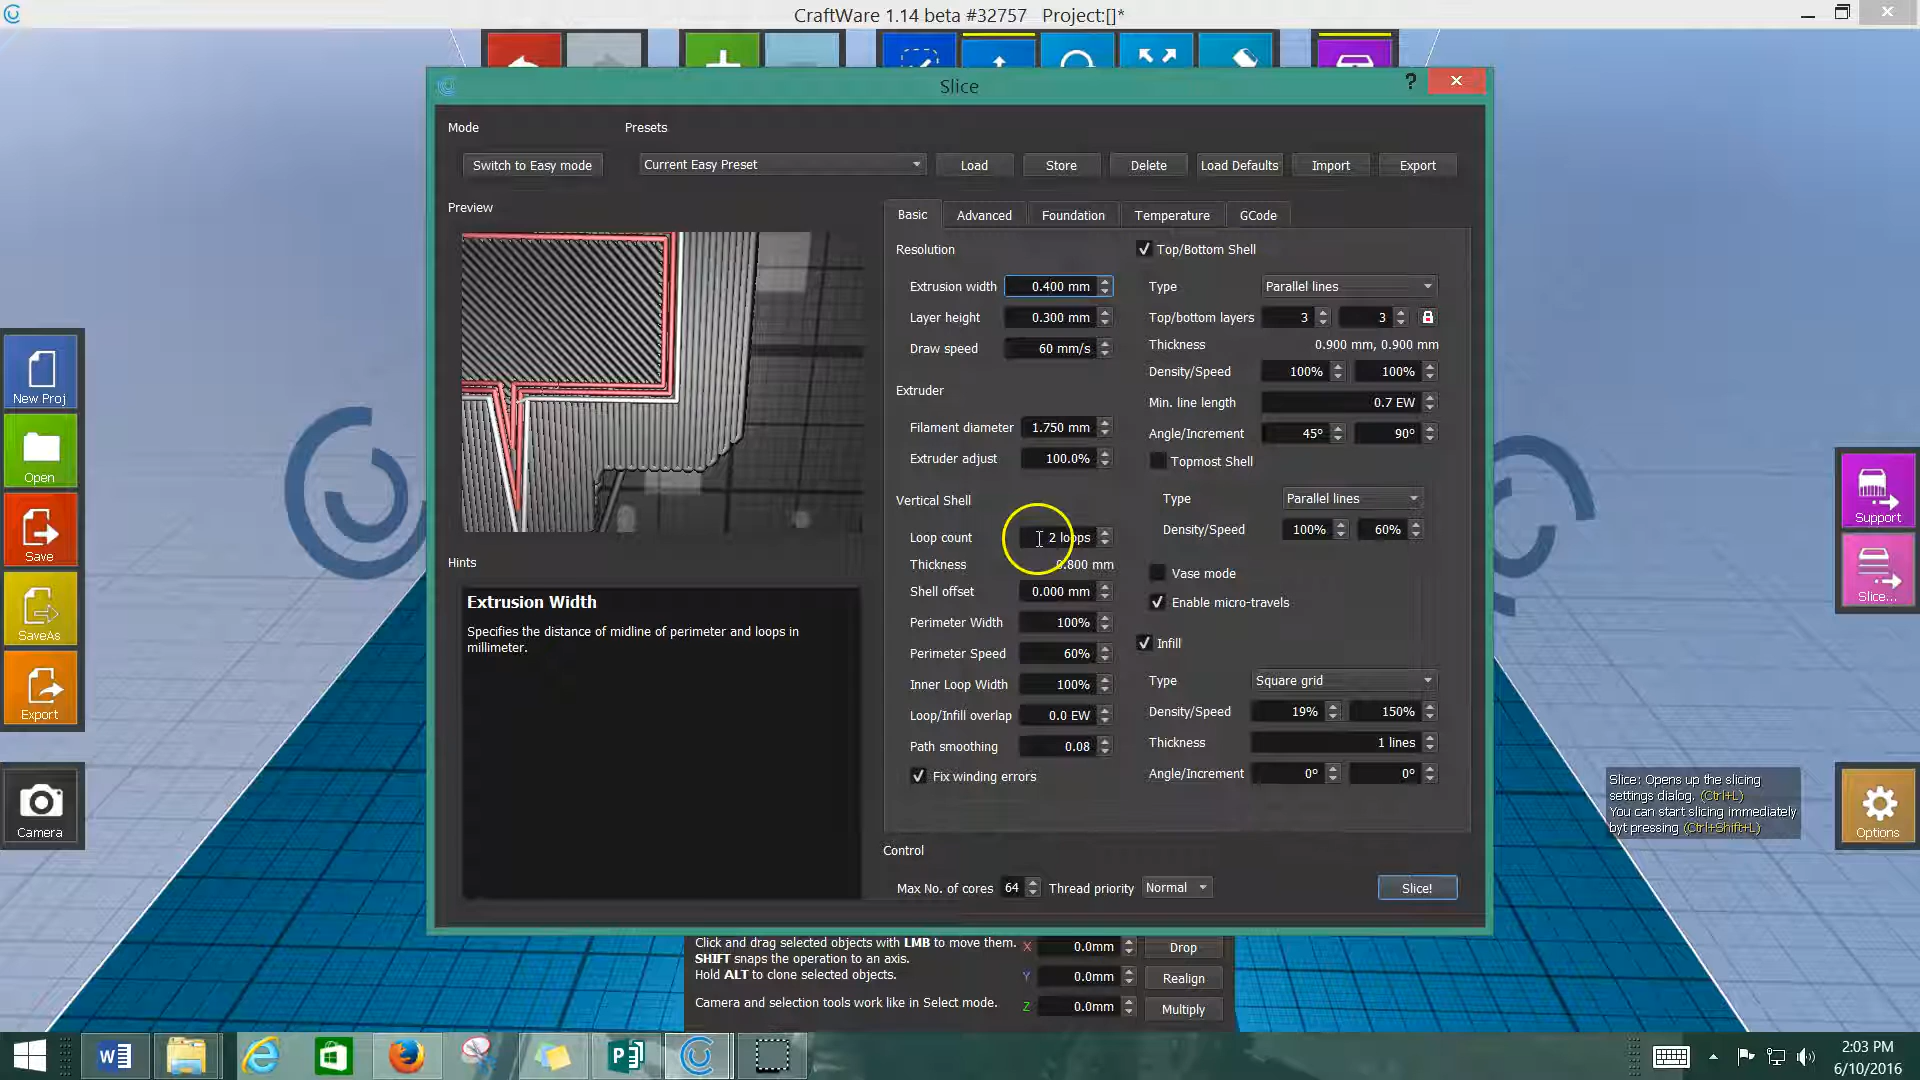 CraftWare 1.14 beta #32757   Project:[]*
Slice
?
Mode
Presets
Switch to Easy mode
Current Easy Preset
Load
Store
Delete
Load Defaults
Import
Export
Preview
Basic
Advanced
Foundation
Temperature
GCode
Resolution
Extrusion width 0.400 mm
Layer height 0.300 mm
Draw speed 60 mm/s
Extruder
Filament diameter 1.750 mm
Extruder adjust 100.0%
Vertical Shell
Loop count 2 loops
Thickness 0.800 mm
Shell offset 0.000 mm
Perimeter Width 100%
Perimeter Speed 60%
Inner Loop Width 100%
Loop/Infill overlap 0.0 EW
Path smoothing 0.08
Fix winding errors
Top/Bottom Shell
Type Parallel lines
Top/bottom layers 3 3
Thickness 0.900 mm, 0.900 mm
Density/Speed 100% 100%
Min. line length 0.7 EW
Angle/Increment 45° 90°
Topmost Shell
Type Parallel lines
Density/Speed 100% 60%
Vase mode
Enable micro-travels
Infill
Type Square grid
Density/Speed 19% 150%
Thickness 1 lines
Angle/Increment 0° 0°
Hints
Extrusion Width
Specifies the distance of midline of perimeter and loops in
millimeter.
Control
Max No. of cores 64 Thread priority Normal
Slice!
New Proj
Open
Save
SaveAs
Export
Camera
Support
Slice...
Slice: Opens up the slicing
settings dialog. (Ctrl+L)
You can start slicing immediately
byt pressing (Ctrl+Shift+L)
Options
Click and drag selected objects with LMB to move them.
SHIFT snaps the operation to an axis.
Hold ALT to clone selected objects.
Camera and selection tools work like in Select mode.
X 0.0mm Drop
Y 0.0mm Realign
Z 0.0mm Multiply
2:03 PM
6/10/2016